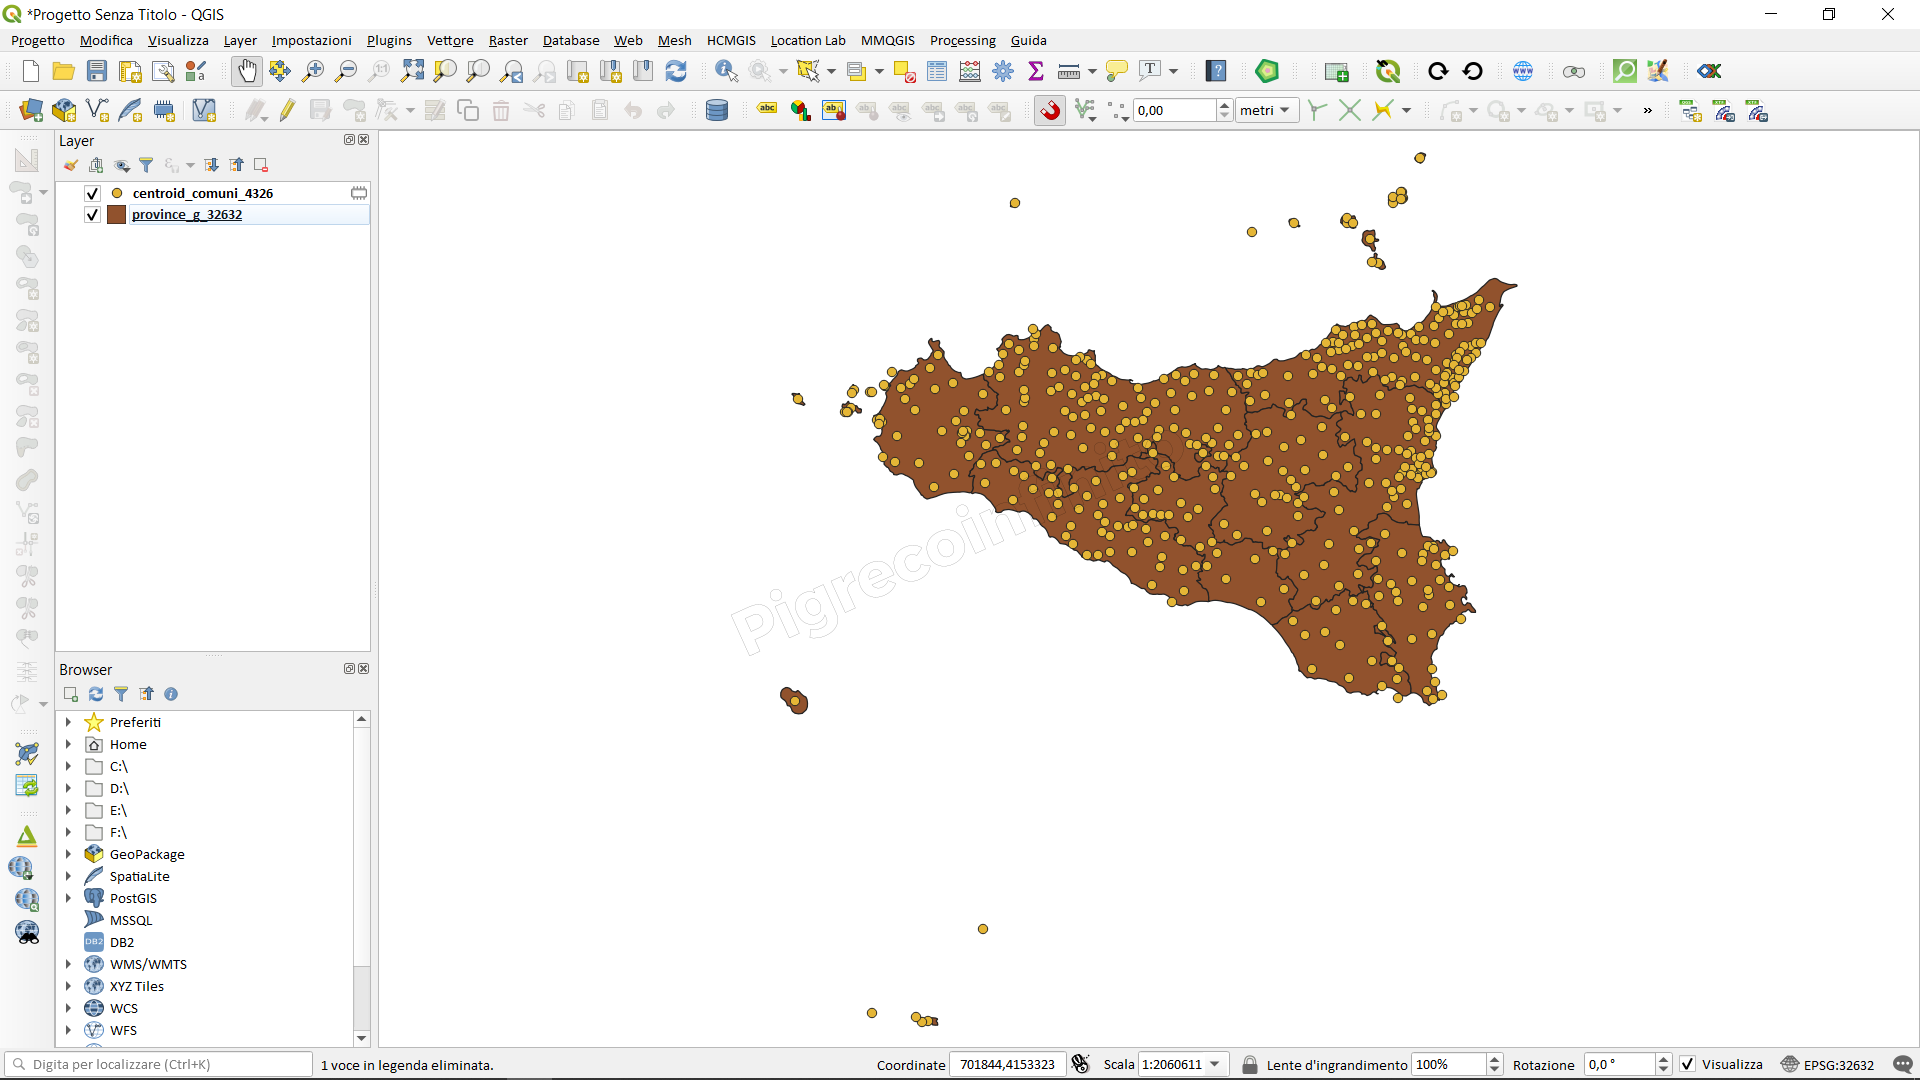 *Progetto Senza Titolo - QGIS
Progetto Modifica Visualizza Layer Impostazioni Plugins Vettore Raster Database Web Mesh HCMGIS Location Lab MMQGIS Processing Guida
0,00 metri
Layer
centroid_comuni_4326
province_g_32632
Browser
Preferiti
Home
C:\
D:\
E:\
F:\
GeoPackage
SpatiaLite
PostGIS
MSSQL
DB2
WMS/WMTS
XYZ Tiles
WCS
WFS
Digita per localizzare (Ctrl+K) 1 voce in legenda eliminata. Coordinate 701844,4153323 Scala 1:2060611 Lente d'ingrandimento 100% Rotazione 0,0 ° Visualizza EPSG:32632